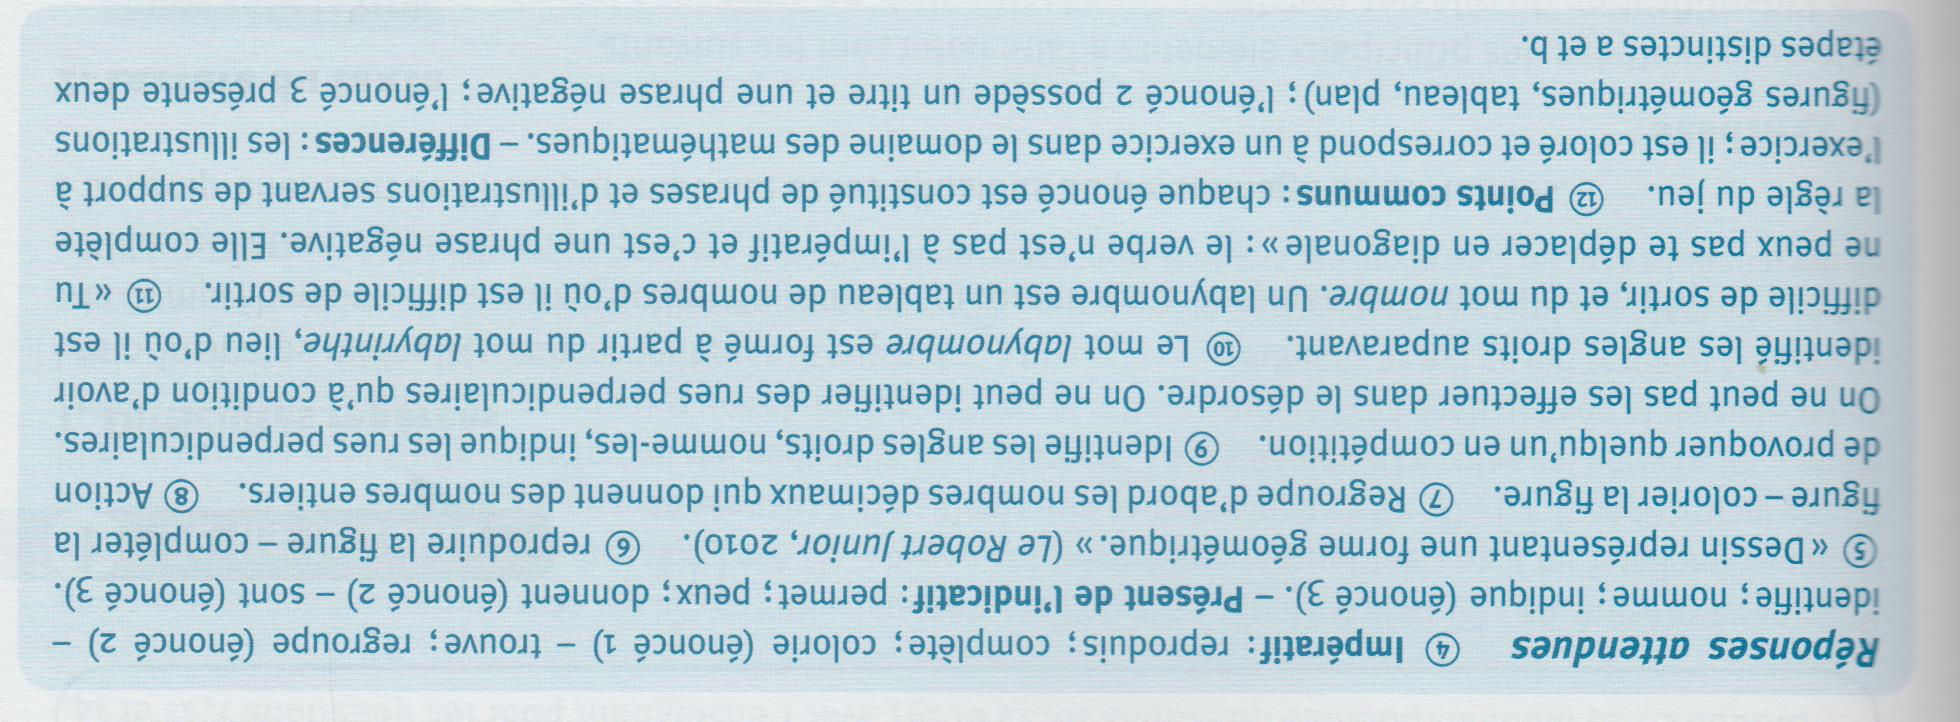 Réponses attendues ④ Impératif : reproduis ; complète ; colorie (énoncé 1) – trouve ; regroupe (énoncé 2) –
identifie ; nomme ; indique (énoncé 3). – Présent de l'indicatif : permet ; peux ; donnent (énoncé 2) – sont (énoncé 3).
⑤ « Dessin représentant une forme géométrique. » (Le Robert Junior, 2010). ⑥ reproduire la figure – compléter la
figure – colorier la figure. ⑦ Regroupe d'abord les nombres décimaux qui donnent des nombres entiers. ⑧ Action
de provoquer quelqu'un en compétition. ⑨ Identifie les angles droits, nomme-les, indique les rues perpendiculaires.
On ne peut pas les effectuer dans le désordre. On ne peut identifier des rues perpendiculaires qu'à condition d'avoir
identifié les angles droits auparavant. ⑩ Le mot labynombre est formé à partir du mot labyrinthe, lieu d'où il est
difficile de sortir, et du mot nombre. Un labynombre est un tableau de nombres d'où il est difficile de sortir. ⑪ « Tu
ne peux pas te déplacer en diagonale » : le verbe n'est pas à l'impératif et c'est une phrase négative. Elle complète
la règle du jeu. ⑫ Points communs : chaque énoncé est constitué de phrases et d'illustrations servant de support à
l'exercice ; il est coloré et correspond à un exercice dans le domaine des mathématiques. – Différences : les illustrations
(figures géométriques, tableau, plan) ; l'énoncé 2 possède un titre et une phrase négative ; l'énoncé 3 présente deux
étapes distinctes a et b.